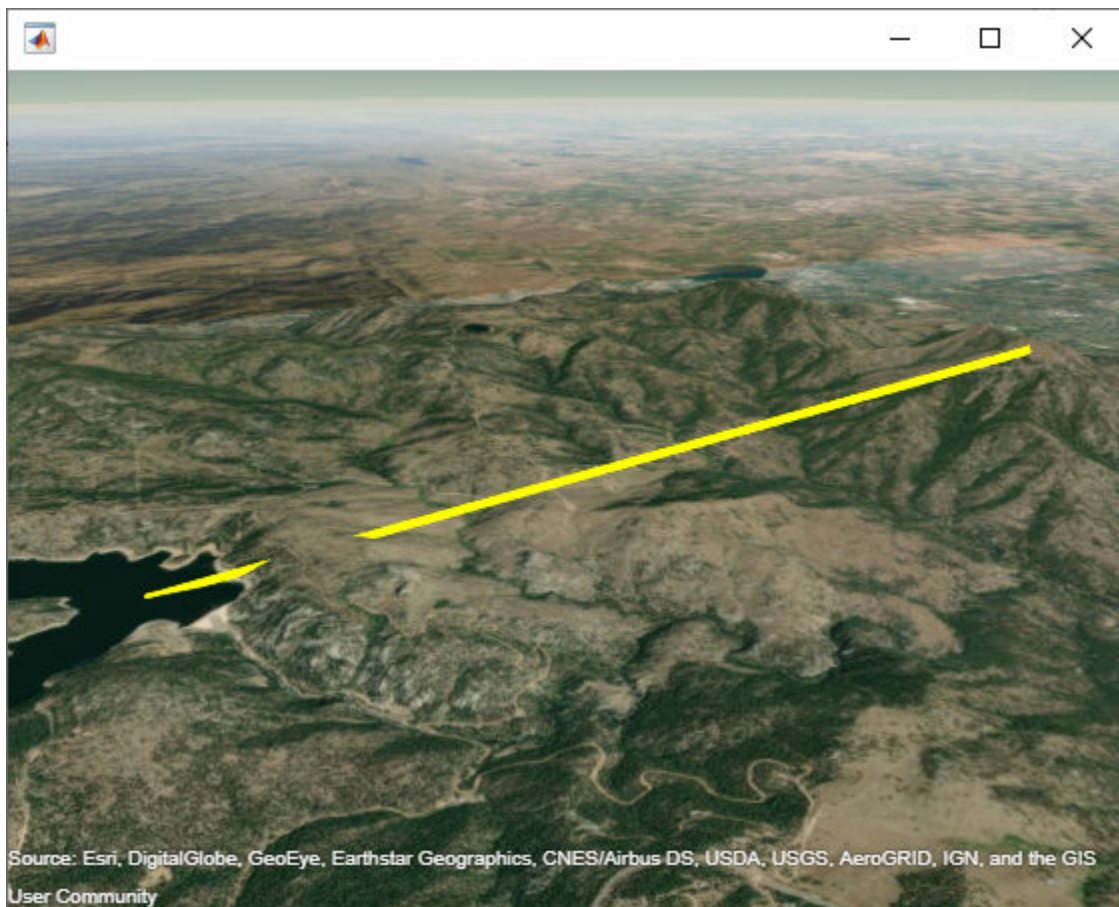 Source: Esri, DigitalGlobe, GeoEye, Earthstar Geographics, CNES/Airbus DS, USDA, USGS, AeroGRID, IGN, and the GIS
User Community